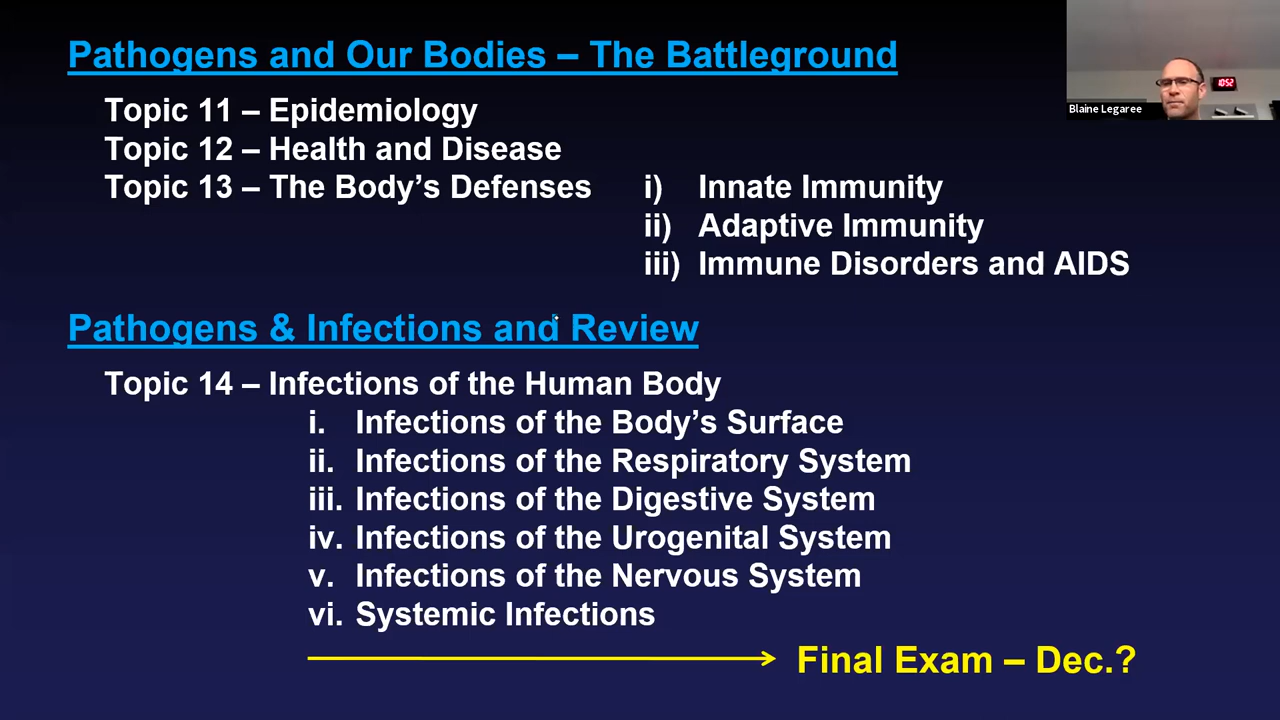 Pathogens and Our Bodies – The Battleground
10:52
Blaine Legaree
Topic 11 – Epidemiology
Topic 12 – Health and Disease
Topic 13 – The Body’s Defenses i) Innate Immunity
ii) Adaptive Immunity
iii) Immune Disorders and AIDS
Pathogens & Infections and Review
Topic 14 – Infections of the Human Body
i. Infections of the Body’s Surface
ii. Infections of the Respiratory System
iii. Infections of the Digestive System
iv. Infections of the Urogenital System
v. Infections of the Nervous System
vi. Systemic Infections
Final Exam – Dec.?